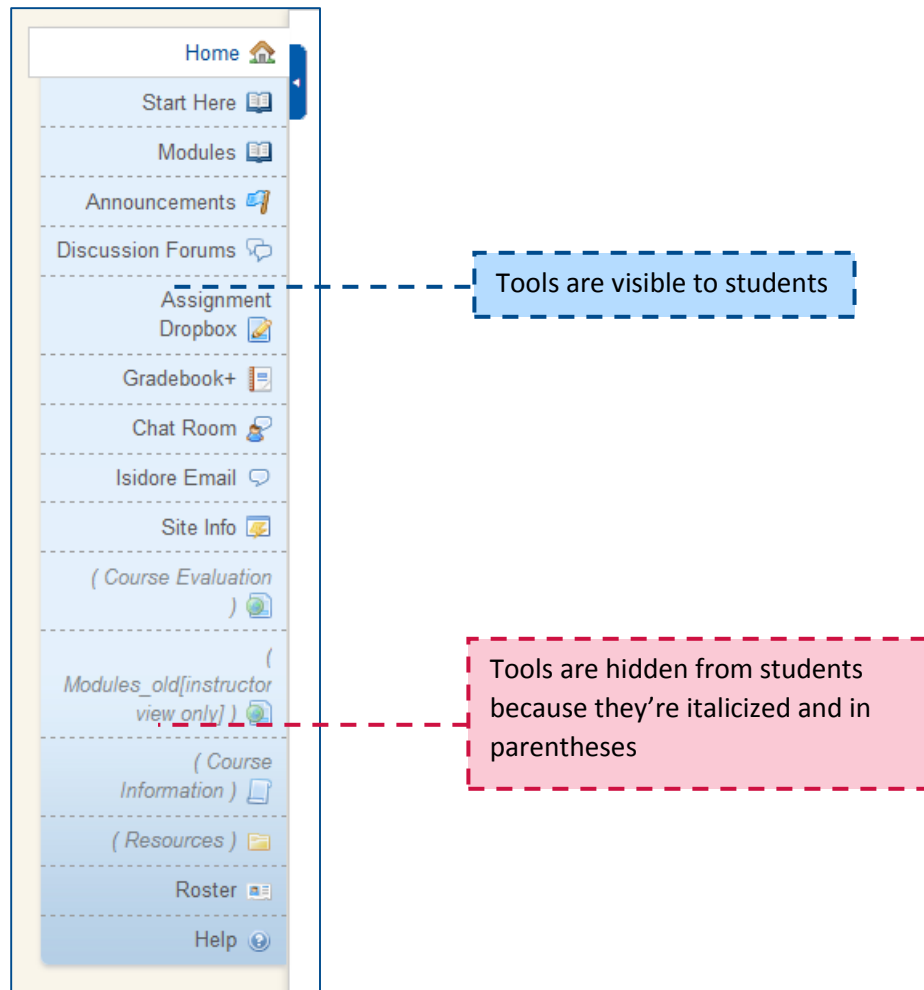 Home
Start Here
Modules
Announcements
Discussion Forums
Assignment
Dropbox
Gradebook+
Chat Room
Isidore Email
Site Info
( Course Evaluation
)
(
Modules_old[instructor
view only] )
( Course
Information )
( Resources )
Roster
Help
Tools are visible to students
Tools are hidden from students
because they’re italicized and in
parentheses